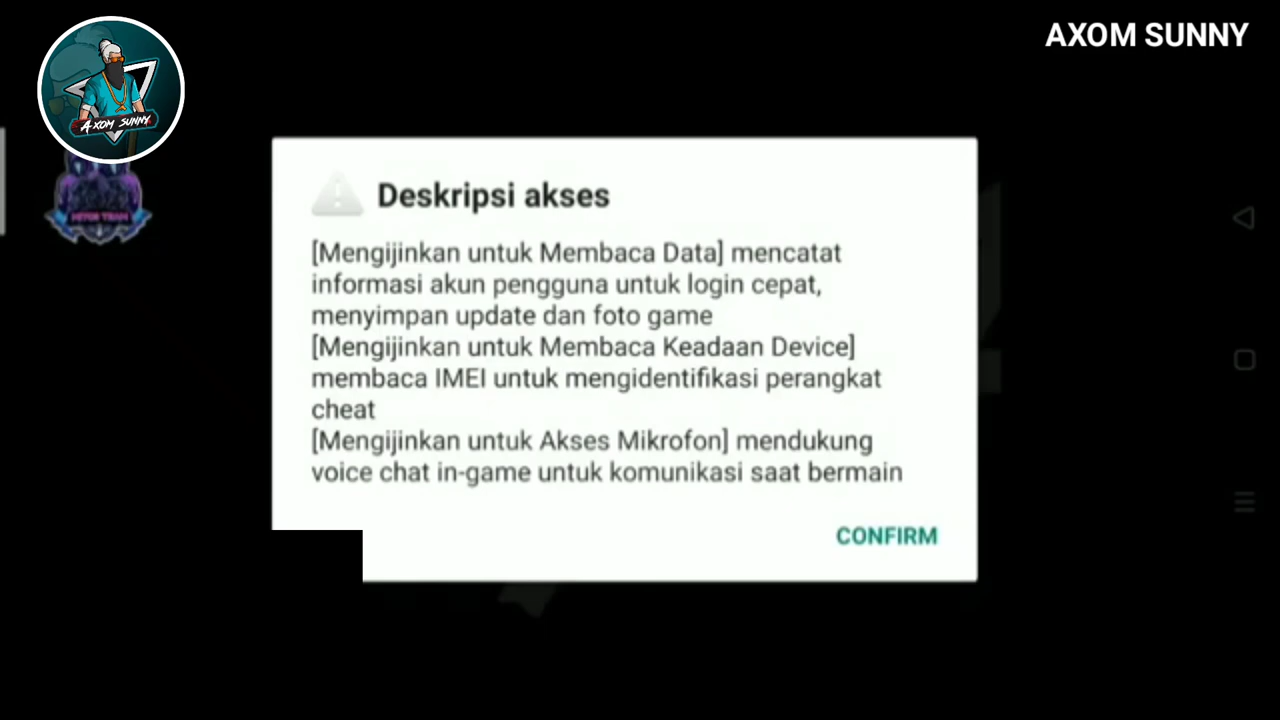 AXOM SUNNY
AXOM SUNNY
Deskripsi akses
[Mengijinkan untuk Membaca Data] mencatat
informasi akun pengguna untuk login cepat,
menyimpan update dan foto game
[Mengijinkan untuk Membaca Keadaan Device]
membaca IMEI untuk mengidentifikasi perangkat
cheat
[Mengijinkan untuk Akses Mikrofon] mendukung
voice chat in-game untuk komunikasi saat bermain
CONFIRM